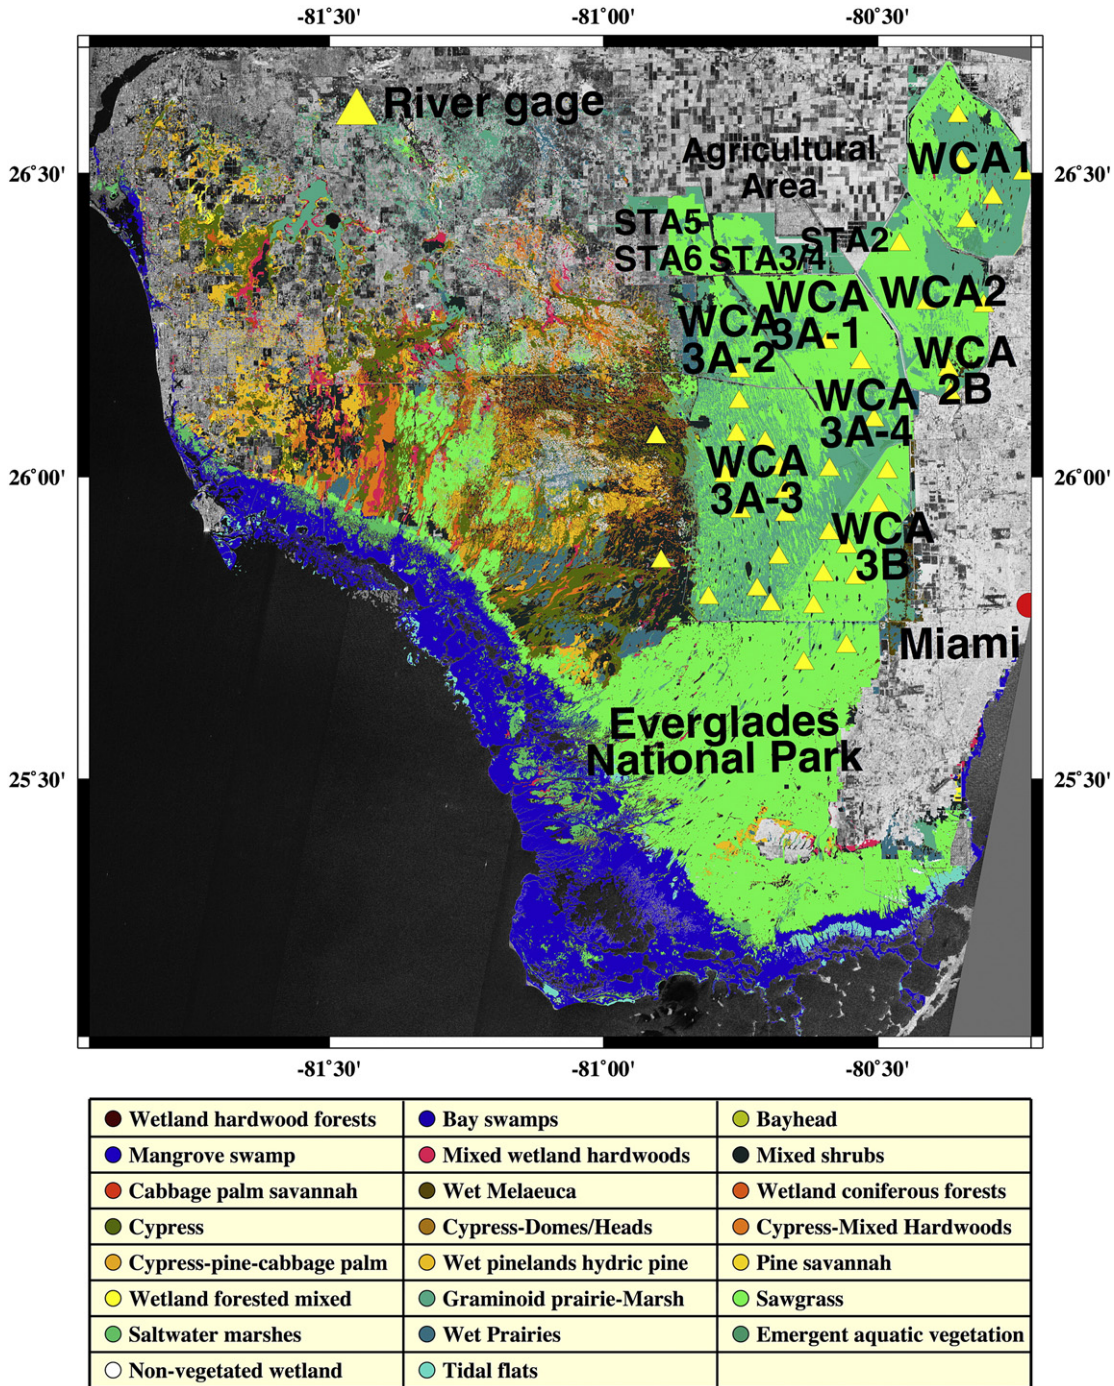 -81°30' -81°00' -80°30'
River gage
Agricultural
Area
WCA1
26°30' 26°30'
STA5
STA6 STA3/4 STA2
WCA
3A-1
WCA2
WCA
3A-2
WCA
2B
WCA
3A-4
26°00' 26°00'
WCA
3A-3
WCA
3B
Miami
Everglades
National Park
25°30' 25°30'
-81°30' -81°00' -80°30'
Wetland hardwood forests Bay swamps Bayhead
Mangrove swamp Mixed wetland hardwoods Mixed shrubs
Cabbage palm savannah Wet Melaeuca Wetland coniferous forests
Cypress Cypress-Domes/Heads Cypress-Mixed Hardwoods
Cypress-pine-cabbage palm Wet pinelands hydric pine Pine savannah
Wetland forested mixed Graminoid prairie-Marsh Sawgrass
Saltwater marshes Wet Prairies Emergent aquatic vegetation
Non-vegetated wetland Tidal flats